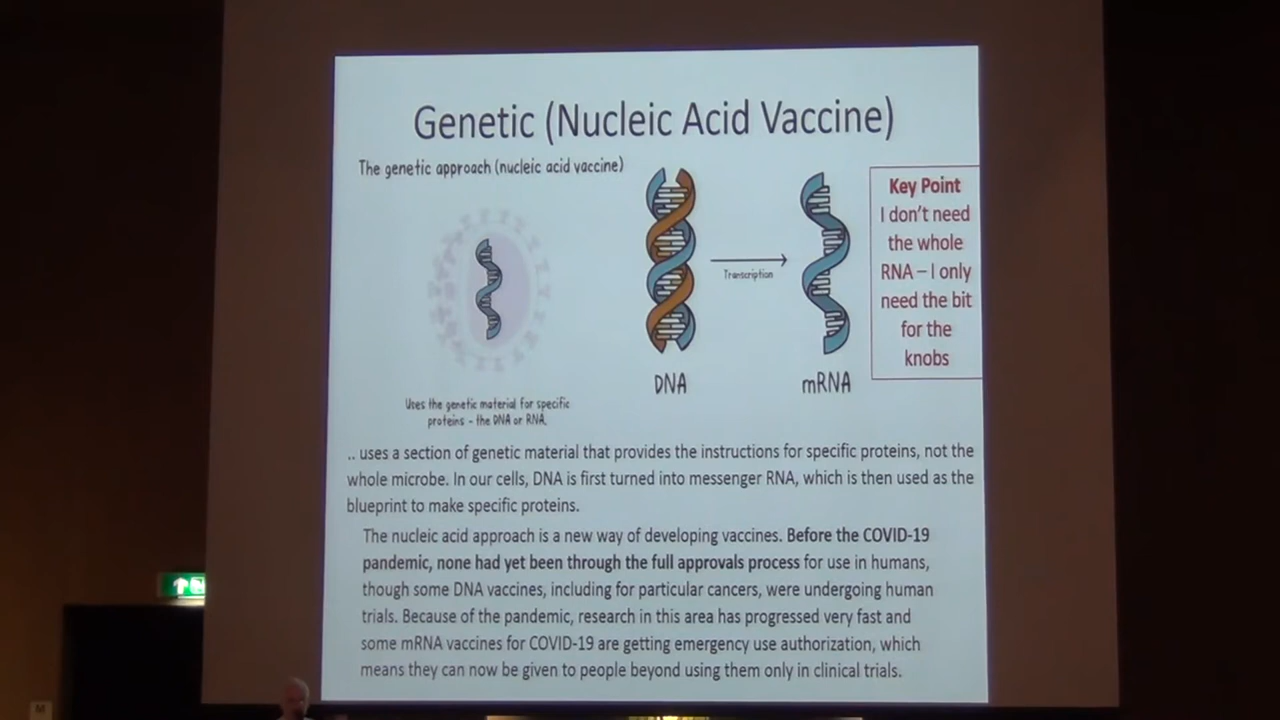 Genetic (Nucleic Acid Vaccine)
The genetic approach (nucleic acid vaccine)
Transcription
DNA
mRNA
Key Point
I don't need
the whole
RNA – I only
need the bit
for the
knobs
Uses the genetic material for specific
proteins - the DNA or RNA.
.. uses a section of genetic material that provides the instructions for specific proteins, not the
whole microbe. In our cells, DNA is first turned into messenger RNA, which is then used as the
blueprint to make specific proteins.
The nucleic acid approach is a new way of developing vaccines. Before the COVID-19
pandemic, none had yet been through the full approvals process for use in humans,
though some DNA vaccines, including for particular cancers, were undergoing human
trials. Because of the pandemic, research in this area has progressed very fast and
some mRNA vaccines for COVID-19 are getting emergency use authorization, which
means they can now be given to people beyond using them only in clinical trials.
M